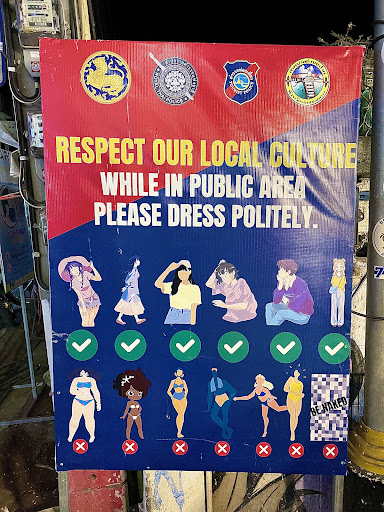 RESPECT OUR LOCAL CULTURE
WHILE IN PUBLIC AREA
PLEASE DRESS POLITELY.
BE NAKED